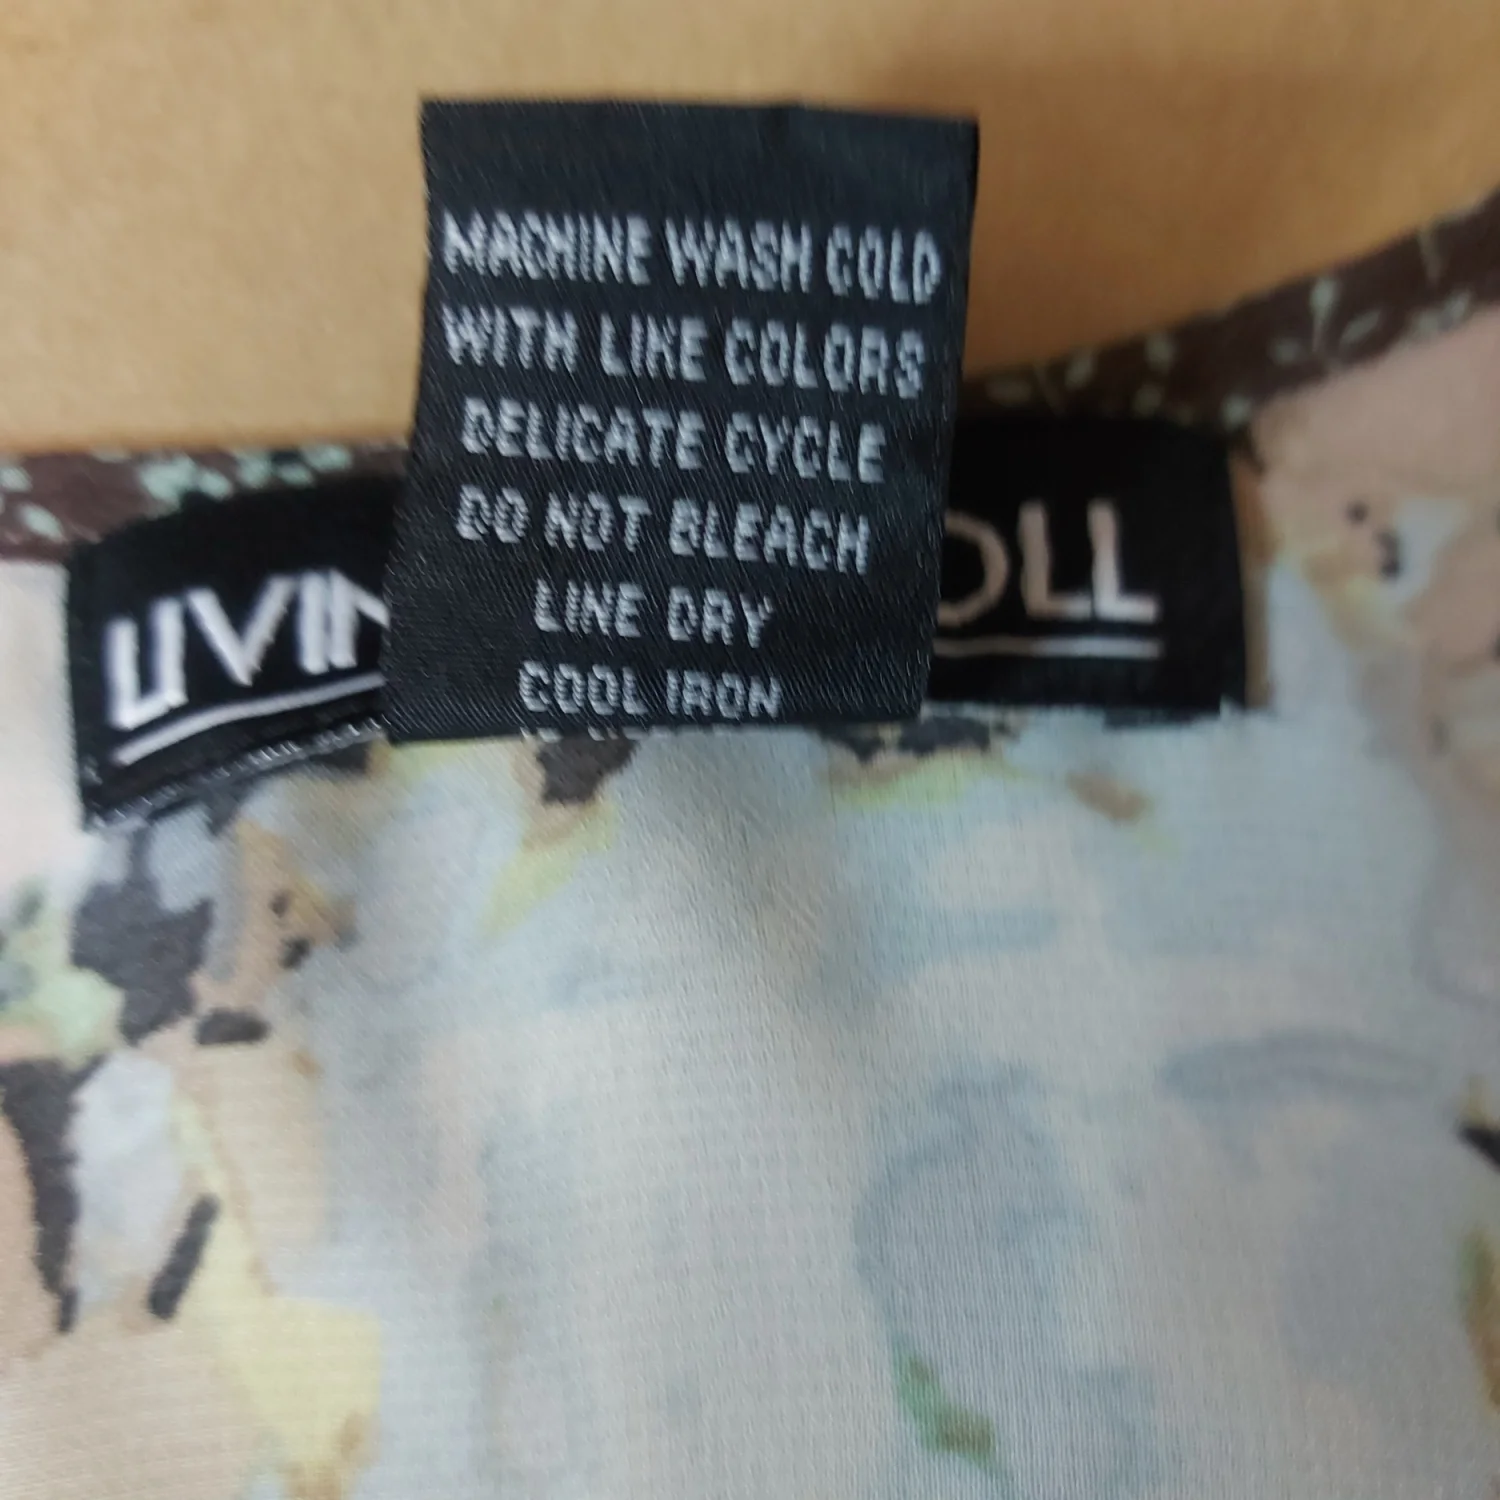 MACHINE WASH COLD
WITH LIKE COLORS
DELICATE CYCLE
DO NOT BLEACH
LINE DRY
COOL IRON
LIVIN
OLL